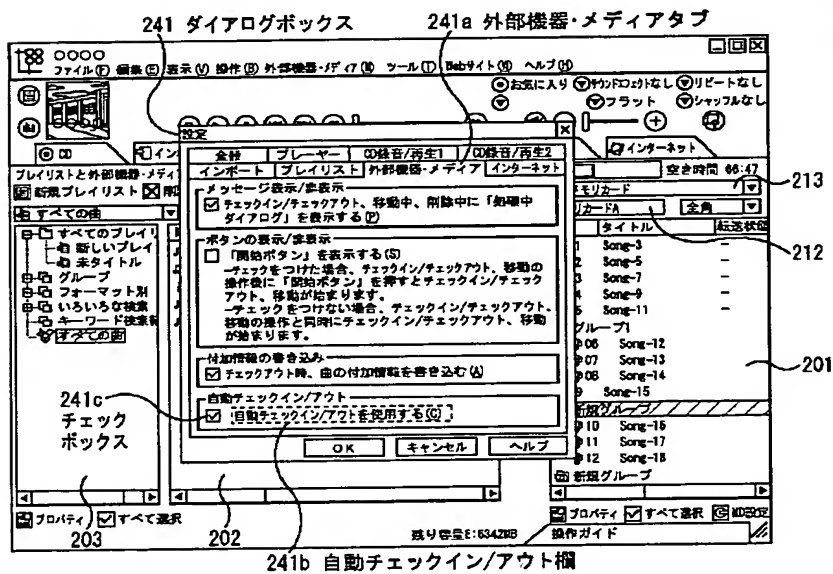 241 ダイアログボックス
241a 外部機器・メディアタブ
○○○○
ファイル(F) 編集(E) 表示(V) 操作(B) 外部機器・メディア(M) ツール(T) Webサイト(W) ヘルプ(H)
お気に入り サウンドエフェクトなし リピートなし
フラット シャッフルなし
CD
インターネット
設定
全般 プレーヤー CD録音/再生1 CD録音/再生2
インポート プレイリスト 外部機器・メディア インターネット
プレイリストと外部機器・メディ
空き時間 66:47
新規プレイリスト
モリカード
213
すべての曲
リカードA
全角
212
タイトル
転送状態
メッセージ表示/非表示
チェックイン/チェックアウト、移動中、削除中に「処理中
ダイアログ」を表示する(P)
ボタンの表示/非表示
「開始ボタン」を表示する(S)
ーチェックをつけた場合、チェックイン/チェックアウト、移動の
操作後に「開始ボタン」を押すとチェックイン/チェック
アウト、移動が始まります。
ーチェックをつけない場合、チェックイン/チェックアウト、
移動の操作と同時にチェックイン/チェックアウト、移動
が始まります。
付加情報の書き込み
チェックアウト時、曲の付加情報を書き込む(A)
自動チェックイン/アウト
自動チェックイン/アウトを使用する(C)
OK キャンセル ヘルプ
すべてのプレイリ
新しいプレイ
未タイトル
グループ
フォーマット別
いろいろな検索
キーワード検索
すべての曲
241c
チェック
ボックス
1 Song-3 −
2 Song-5 −
3 Song-7 −
4 Song-9 −
5 Song-11 −
グループ1
06 Song-12
07 Song-13
08 Song-14
9 Song-15
新規グループ
10 Song-16
11 Song-17
12 Song-18
新規グループ
201
プロパティ すべて選択
203
202
残り容量E:6342MB
プロパティ すべて選択 MD設定
操作ガイド
241b 自動チェックイン/アウト欄